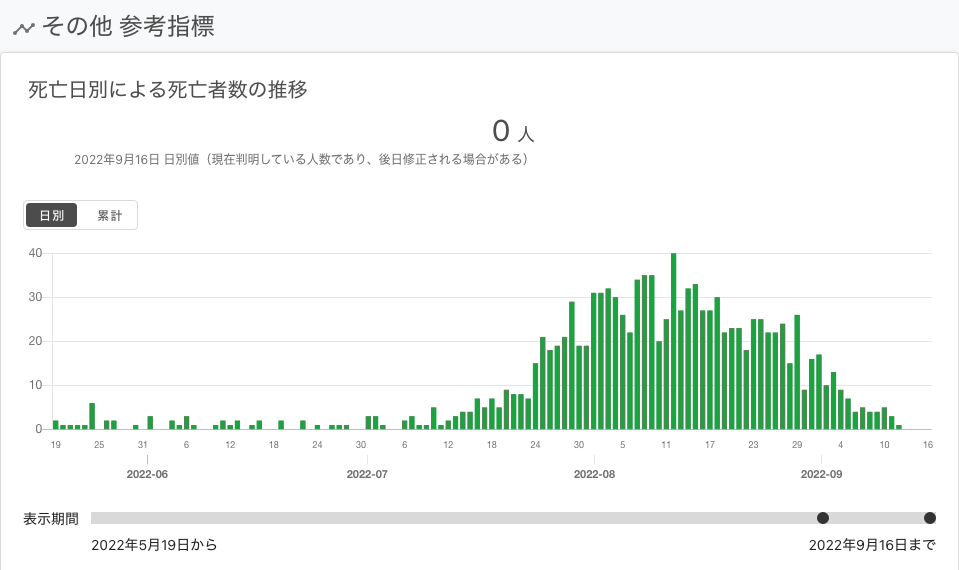 その他 参考指標
死亡日別による死亡者数の推移
0 人
2022年9月16日 日別値（現在判明している人数であり、後日修正される場合がある）
日別 累計
40
30
20
10
0
19 25 31 6 12 18 24 30 6 12 18 24 30 5 11 17 23 29 4 10 16
2022-06 2022-07 2022-08 2022-09
表示期間
2022年5月19日から 2022年9月16日まで